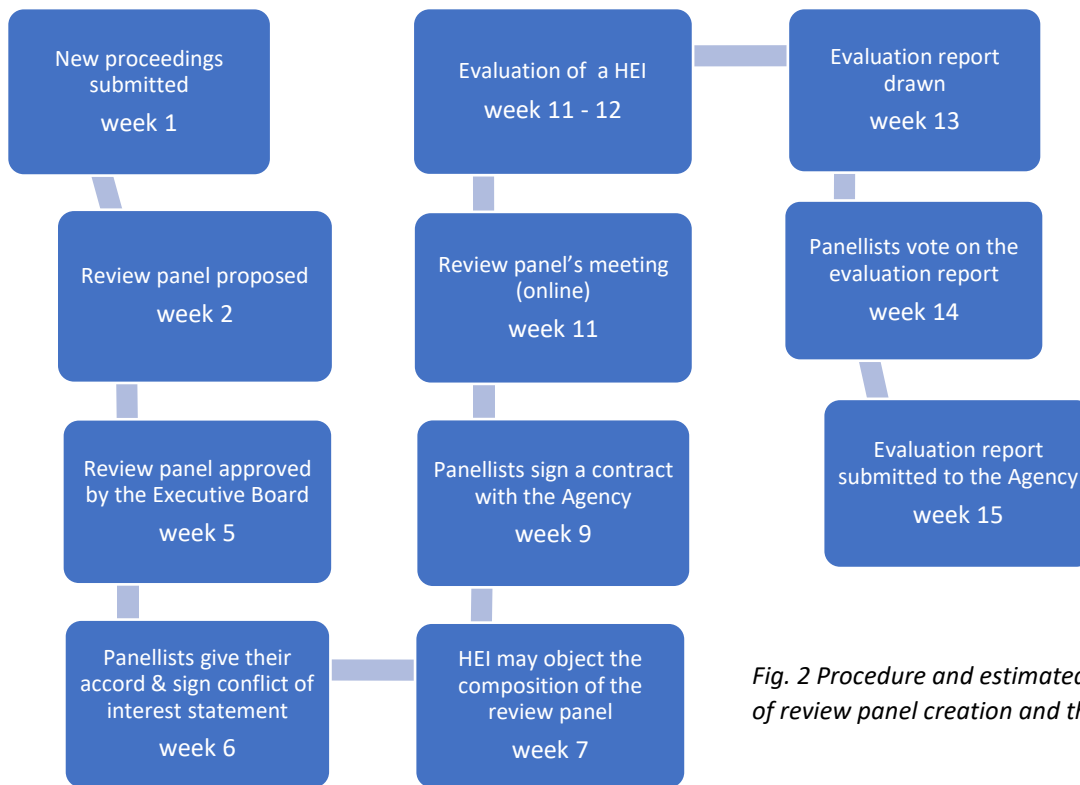 New proceedings
submitted
week 1
Review panel proposed
week 2
Review panel approved
by the Executive Board
week 5
Panellists give their
accord & sign conflict of
interest statement
week 6
HEI may object the
composition of the
review panel
week 7
Panellists sign a contract
with the Agency
week 9
Review panel's meeting
(online)
week 11
Evaluation of a HEI
week 11 - 12
Evaluation report
drawn
week 13
Panellists vote on the
evaluation report
week 14
Evaluation report
submitted to the Agency
week 15
Fig. 2 Procedure and estimated
of review panel creation and